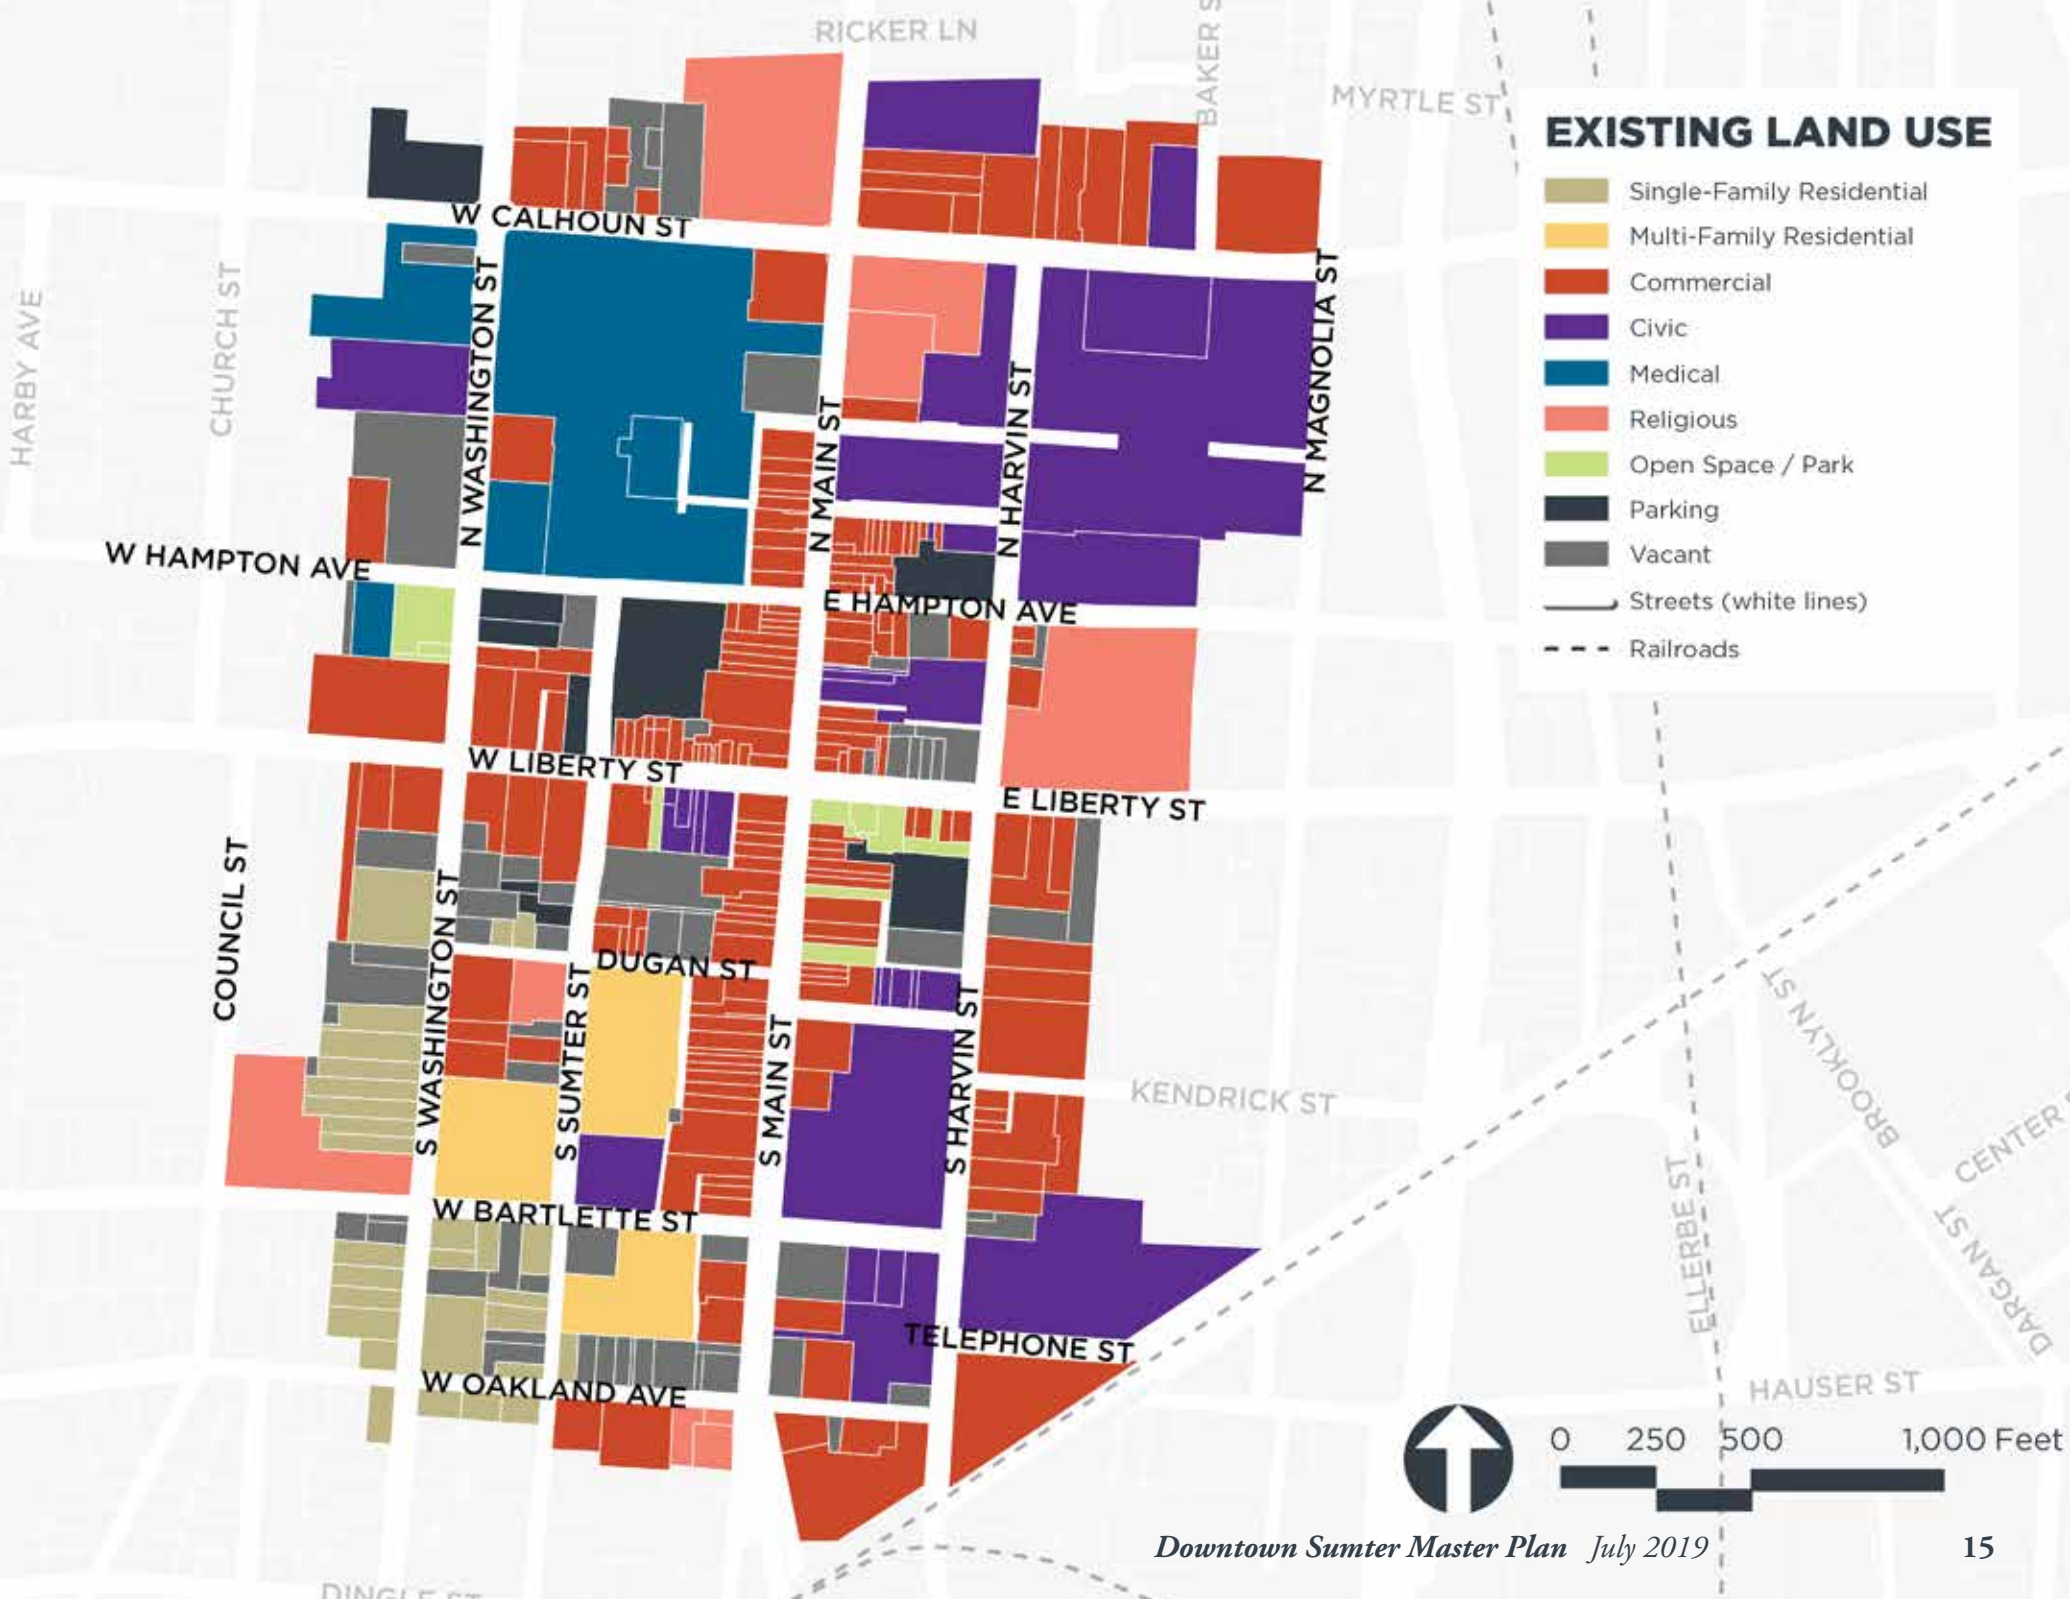 RICKER LN
BAKER S
MYRTLE ST
EXISTING LAND USE
Single-Family Residential
Multi-Family Residential
Commercial
Civic
Medical
Religious
Open Space / Park
Parking
Vacant
Streets (white lines)
Railroads
W CALHOUN ST
HARBY AVE
CHURCH ST
N WASHINGTON ST
N MAIN ST
N HARVIN ST
N MAGNOLIA ST
W HAMPTON AVE
E HAMPTON AVE
W LIBERTY ST
E LIBERTY ST
COUNCIL ST
S WASHINGTON ST
DUGAN ST
S SUMTER ST
S MAIN ST
S HARVIN ST
KENDRICK ST
BROOKLYN ST
CENTER
ELLERBE ST
DARGAN ST
W BARTLETTE ST
TELEPHONE ST
W OAKLAND AVE
HAUSER ST
0 250 500 1,000 Feet
Downtown Sumter Master Plan July 2019 15
DINGLE ST